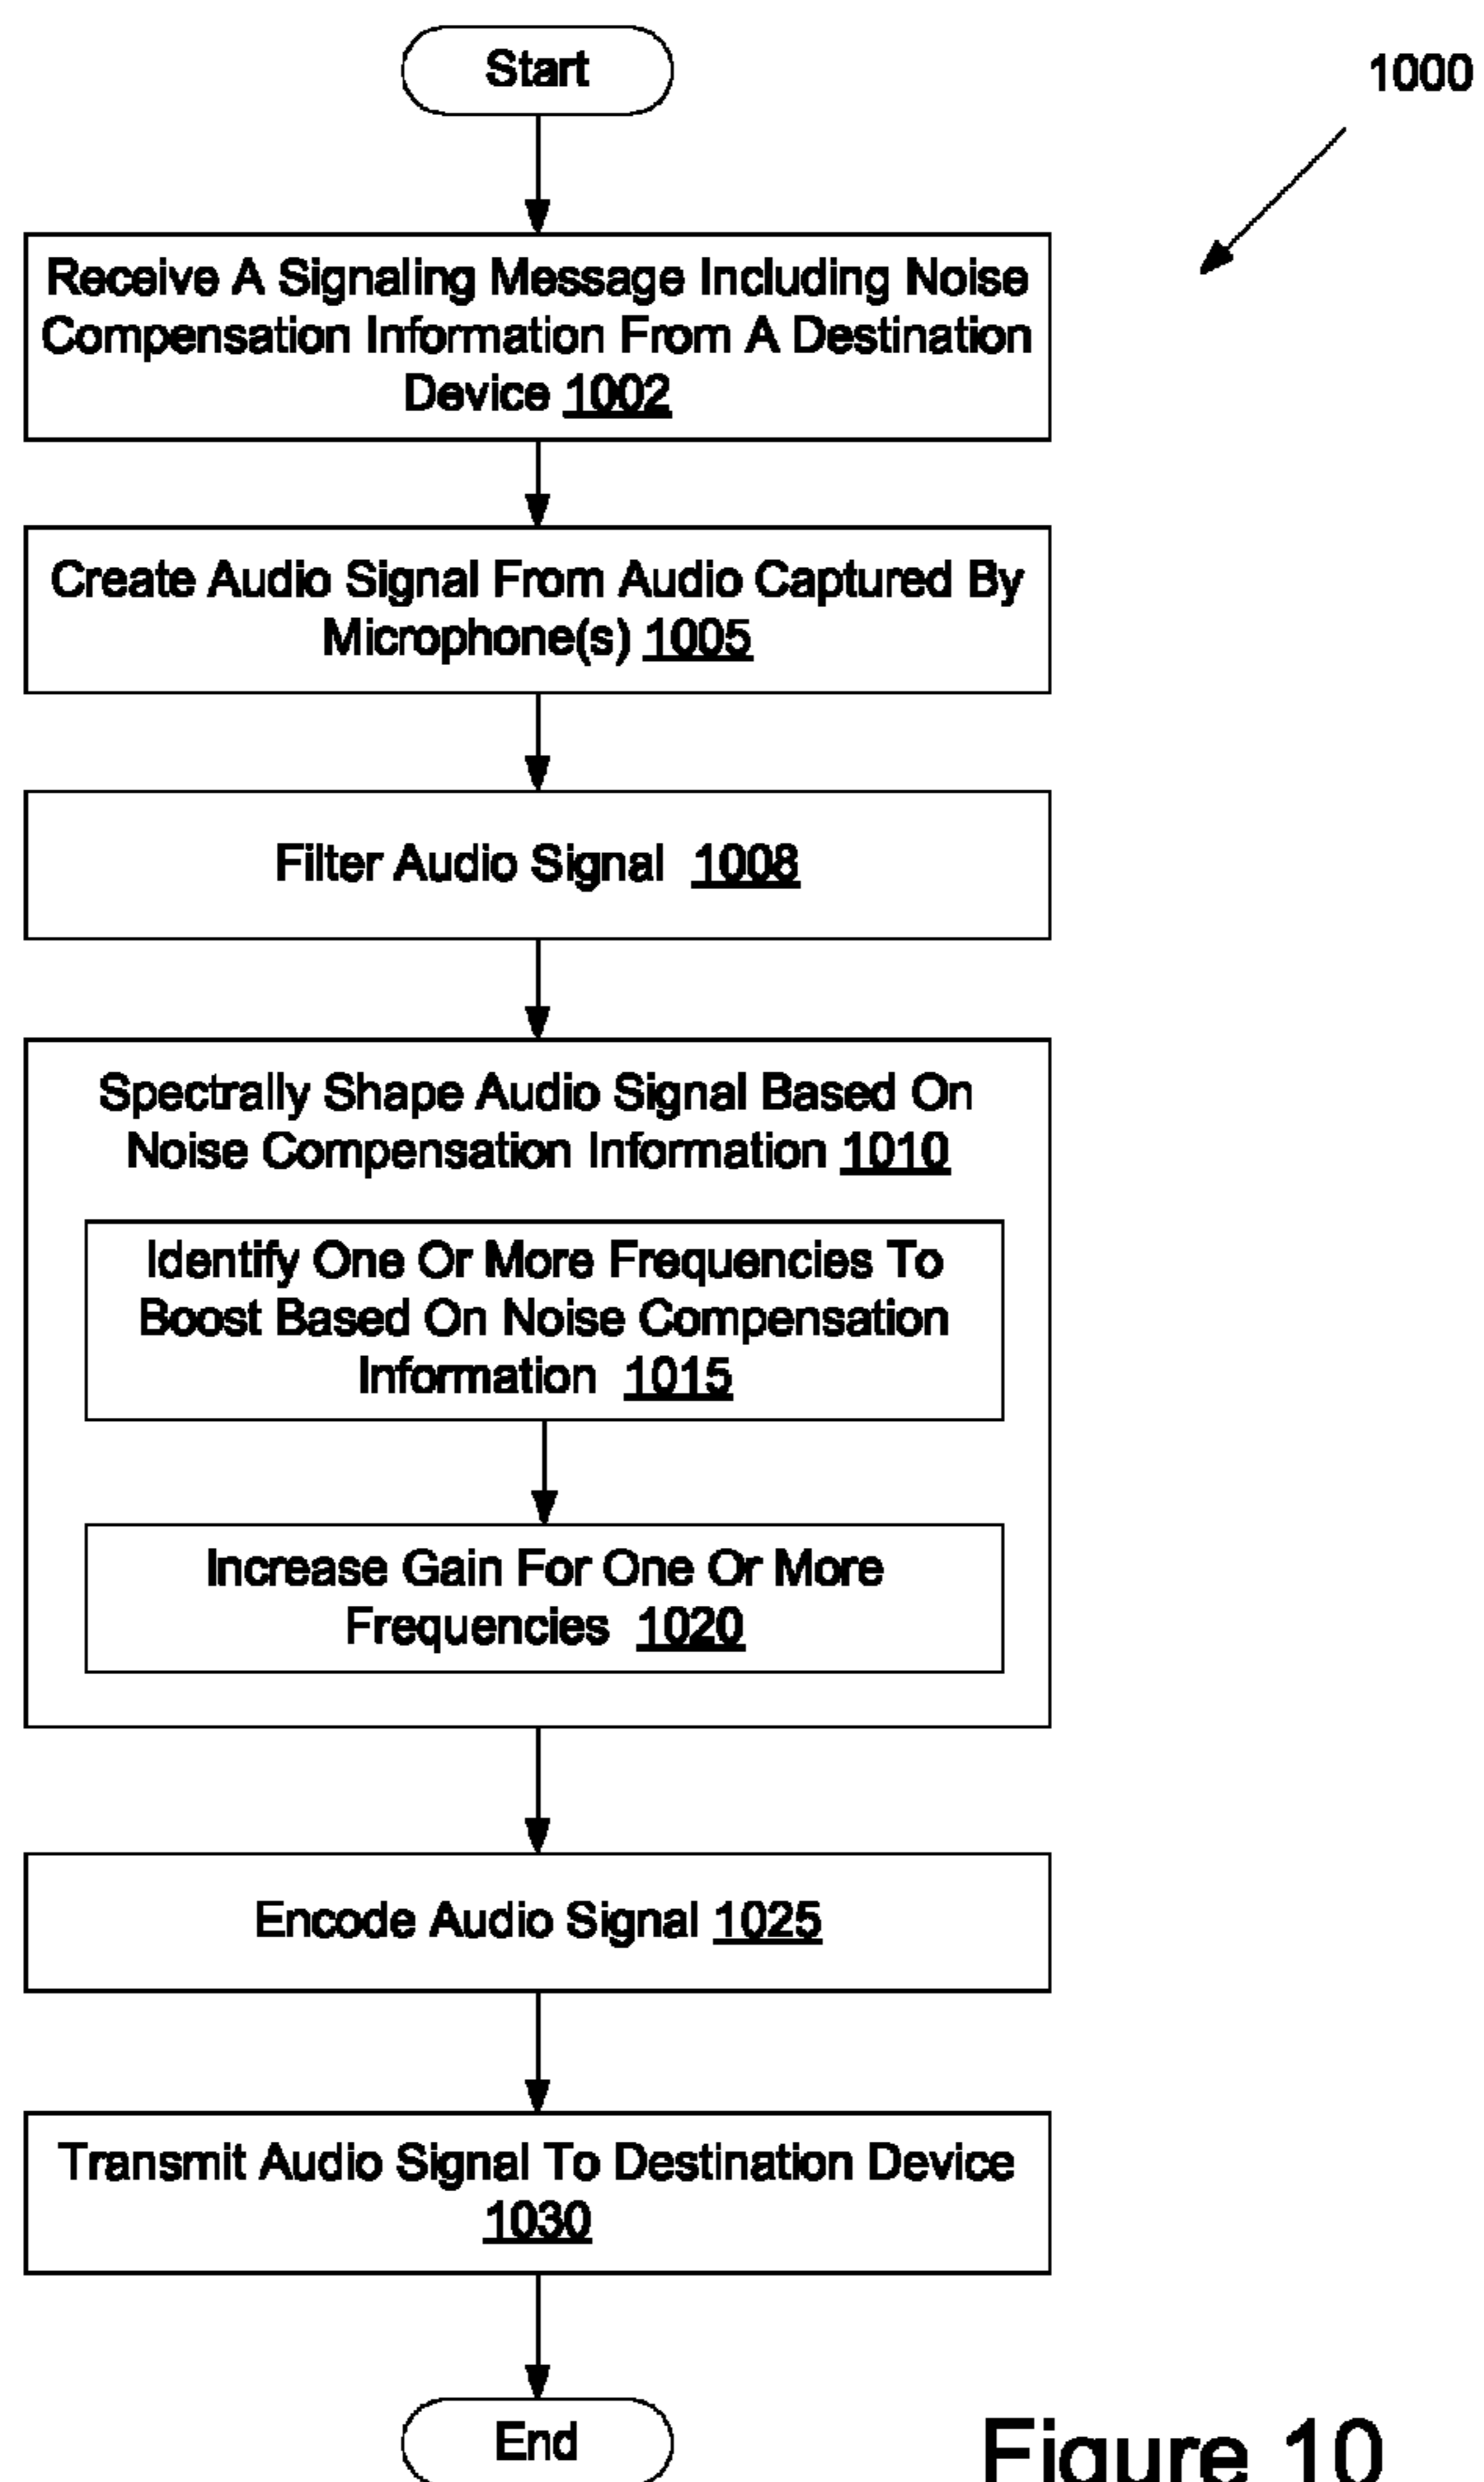 Start
1000
Receive A Signaling Message Including Noise
Compensation Information From A Destination
Device 1002
Create Audio Signal From Audio Captured By
Microphone(s) 1005
Filter Audio Signal 1008
Spectrally Shape Audio Signal Based On
Noise Compensation Information 1010
Identify One Or More Frequencies To
Boost Based On Noise Compensation
Information 1015
Increase Gain For One Or More
Frequencies 1020
Encode Audio Signal 1025
Transmit Audio Signal To Destination Device
1030
End
Figure 10